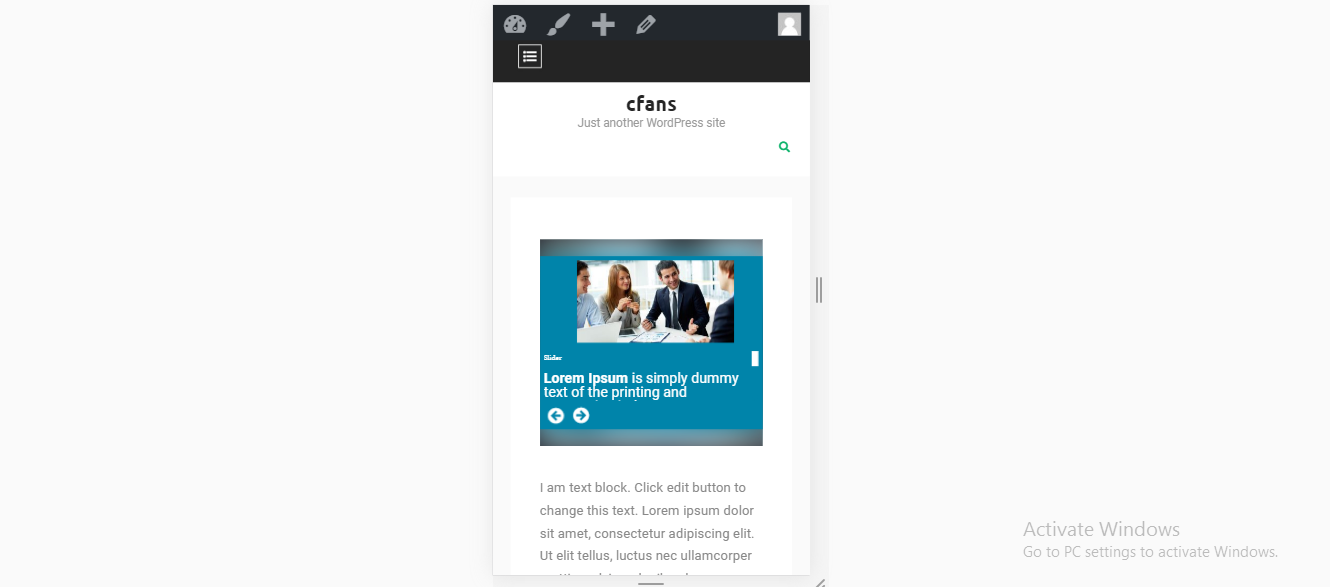 cfans
Just another WordPress site
Slider
Lorem Ipsum is simply dummy
text of the printing and
I am text block. Click edit button to
change this text. Lorem ipsum dolor
sit amet, consectetur adipiscing elit.
Ut elit tellus, luctus nec ullamcorper
Activate Windows
Go to PC settings to activate Windows.